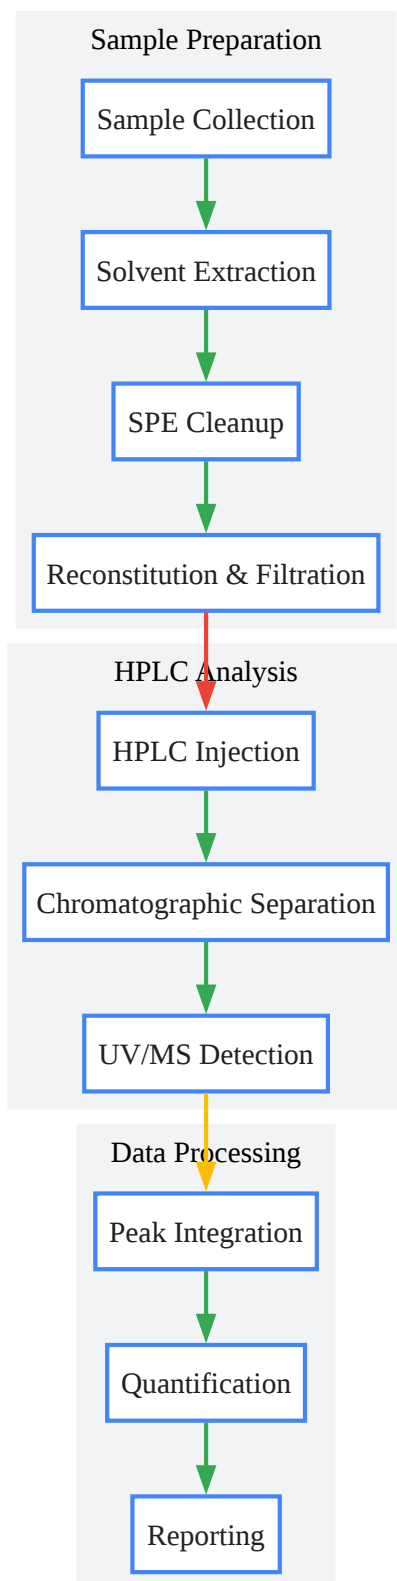 Sample Preparation
Sample Collection
Solvent Extraction
SPE Cleanup
Reconstitution & Filtration
HPLC Analysis
HPLC Injection
Chromatographic Separation
UV/MS Detection
Data Processing
Peak Integration
Quantification
Reporting